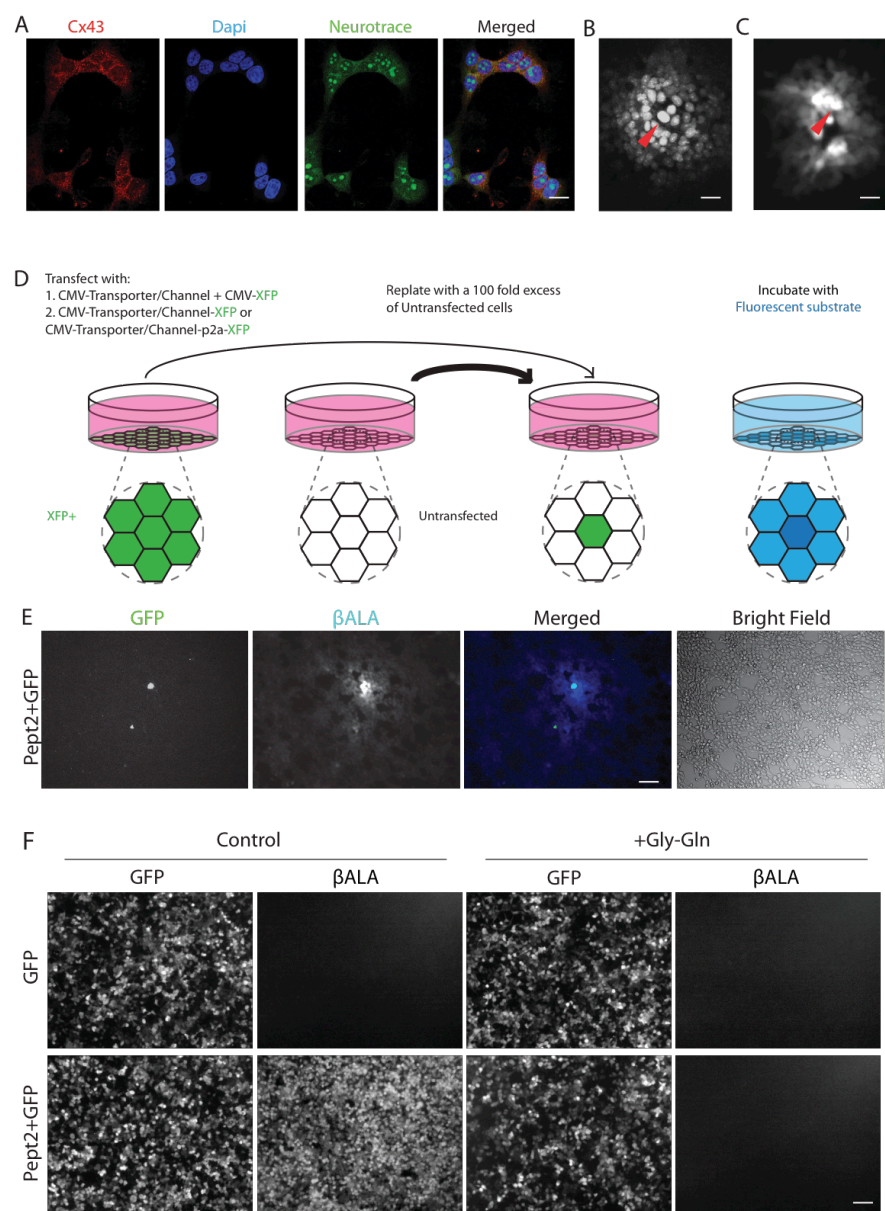 A
Cx43
Dapi
Neurotrace
Merged
B
C
D
Transfect with:
1. CMV-Transporter/Channel + CMV-XFP
2. CMV-Transporter/Channel-XFP or
CMV-Transporter/Channel-p2a-XFP
Replate with a 100 fold excess
of Untransfected cells
Incubate with
Fluorescent substrate
XFP+
Untransfected
E
GFP
βALA
Merged
Bright Field
Pept2+GFP
F
Control
+Gly-Gln
GFP
βALA
GFP
βALA
GFP
Pept2+GFP